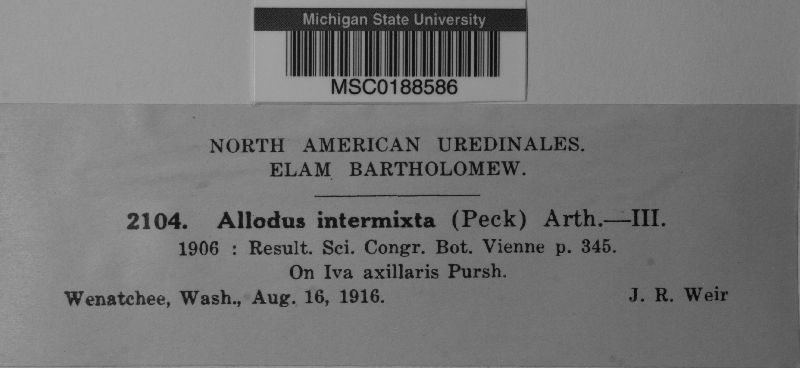 Michigan State University
MSC0188586
NORTH AMERICAN UREDINALES.
ELAM BARTHOLOMEW.
2104. Allodus intermixta (Peck) Arth.—III.
1906 : Result. Sci. Congr. Bot. Vienne p. 345.
On Iva axillaris Pursh.
Wenatchee, Wash., Aug. 16, 1916. J. R. Weir